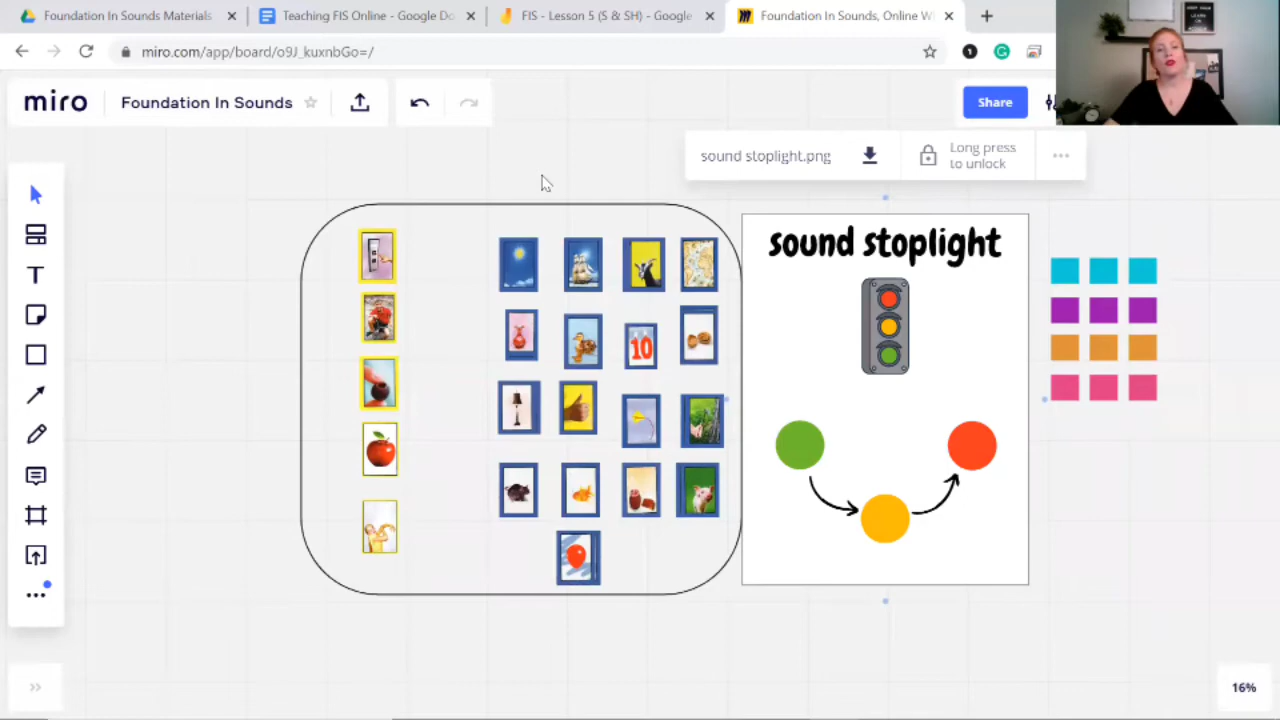 Foundation In Sounds Materials
Teaching FIS Online - Google Do
FIS - Lesson 5 (S & SH) - Google
Foundation In Sounds, Online W
miro.com/app/board/o9J_kuxnbGo=/
miro
Foundation In Sounds
Share
sound stoplight.png
Long press
to unlock
sound stoplight
10
16%